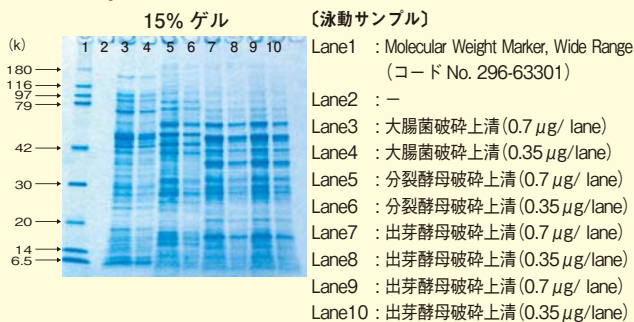 15% ゲル
(k)
1 2 3 4 5 6 7 8 9 10
180
116
97
79
42
30
20
14
6.5
〔泳動サンプル〕
Lane1 : Molecular Weight Marker, Wide Range
(コード No. 296-63301)
Lane2 : −
Lane3 : 大腸菌破砕上清(0.7 μg/ lane)
Lane4 : 大腸菌破砕上清(0.35 μg/lane)
Lane5 : 分裂酵母破砕上清(0.7 μg/ lane)
Lane6 : 分裂酵母破砕上清(0.35 μg/lane)
Lane7 : 出芽酵母破砕上清(0.7 μg/ lane)
Lane8 : 出芽酵母破砕上清(0.35 μg/lane)
Lane9 : 出芽酵母破砕上清(0.7 μg/ lane)
Lane10 : 出芽酵母破砕上清(0.35 μg/lane)